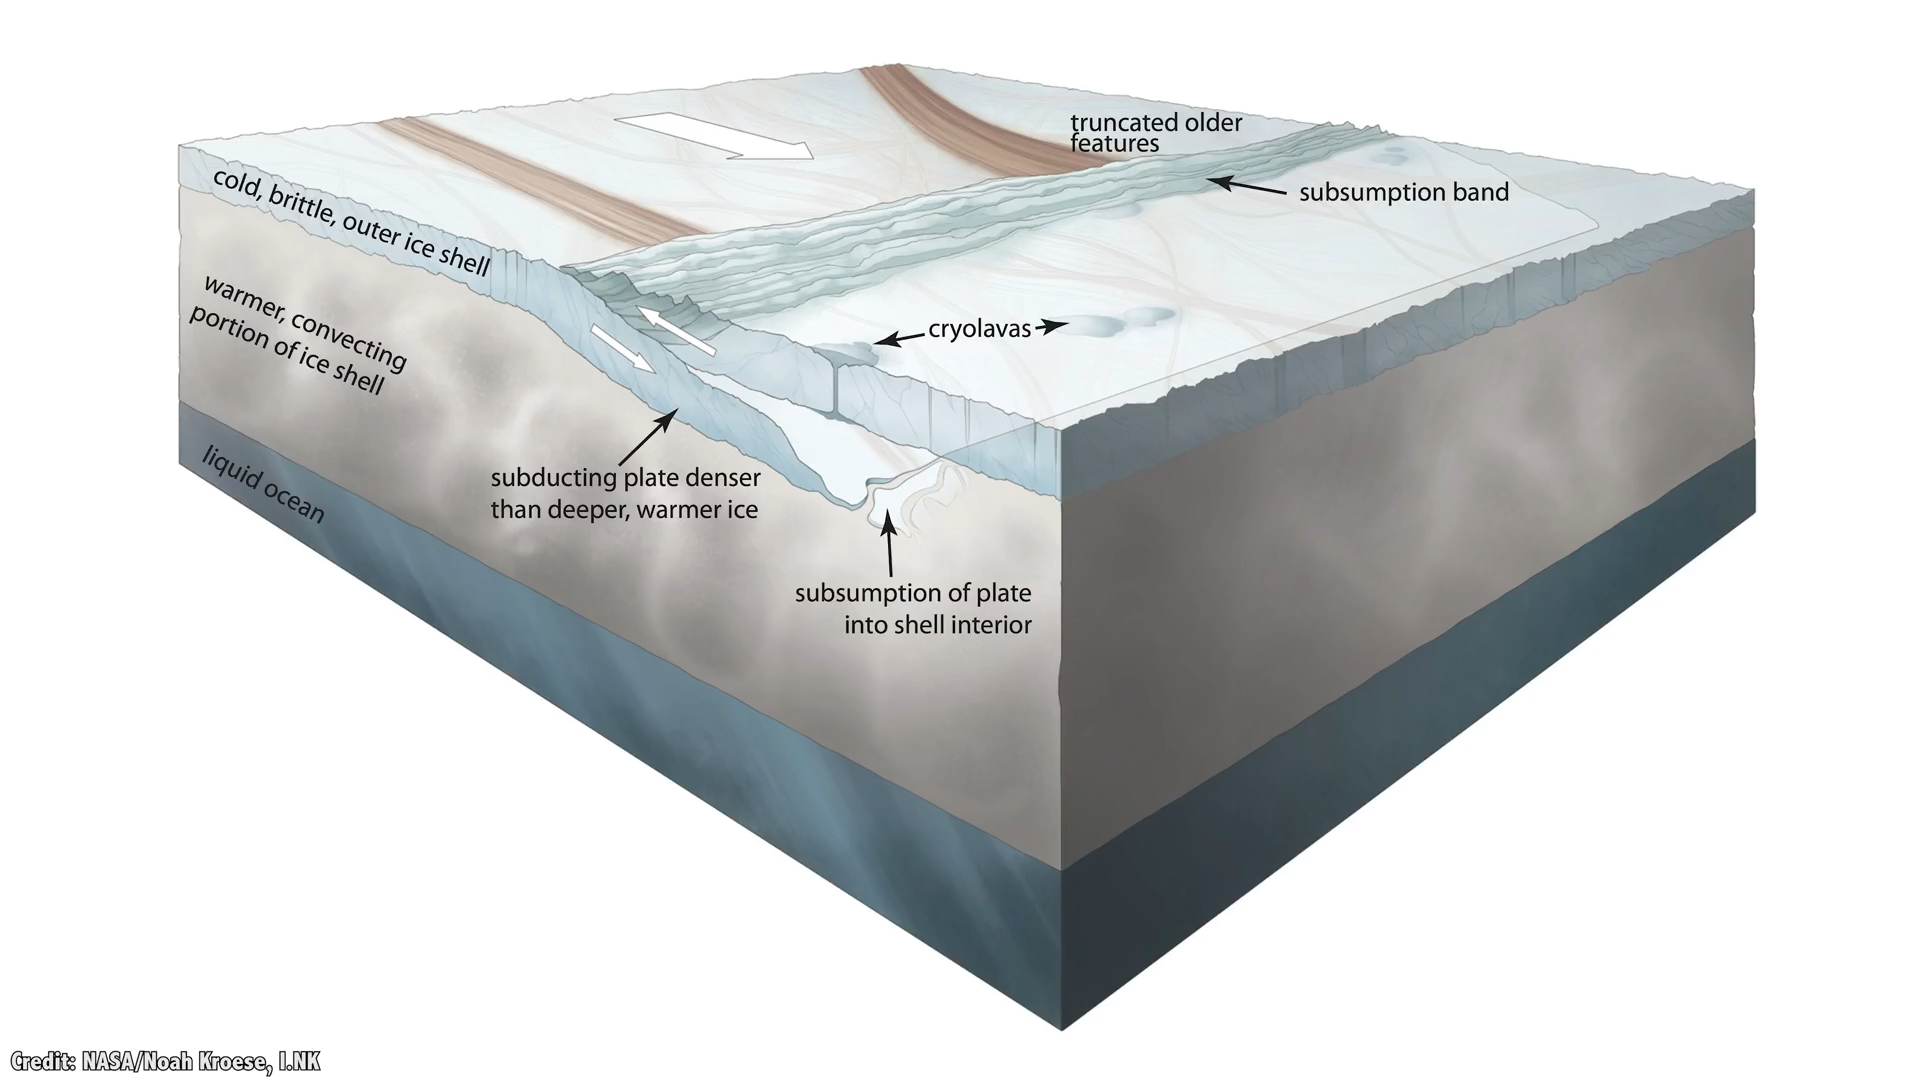 truncated older
features
subsumption band
cold, brittle, outer ice shell
warmer, convecting
portion of ice shell
cryolavas
liquid ocean
subducting plate denser
than deeper, warmer ice
subsumption of plate
into shell interior
Credit: NASA/Noah Kroese, I.NK